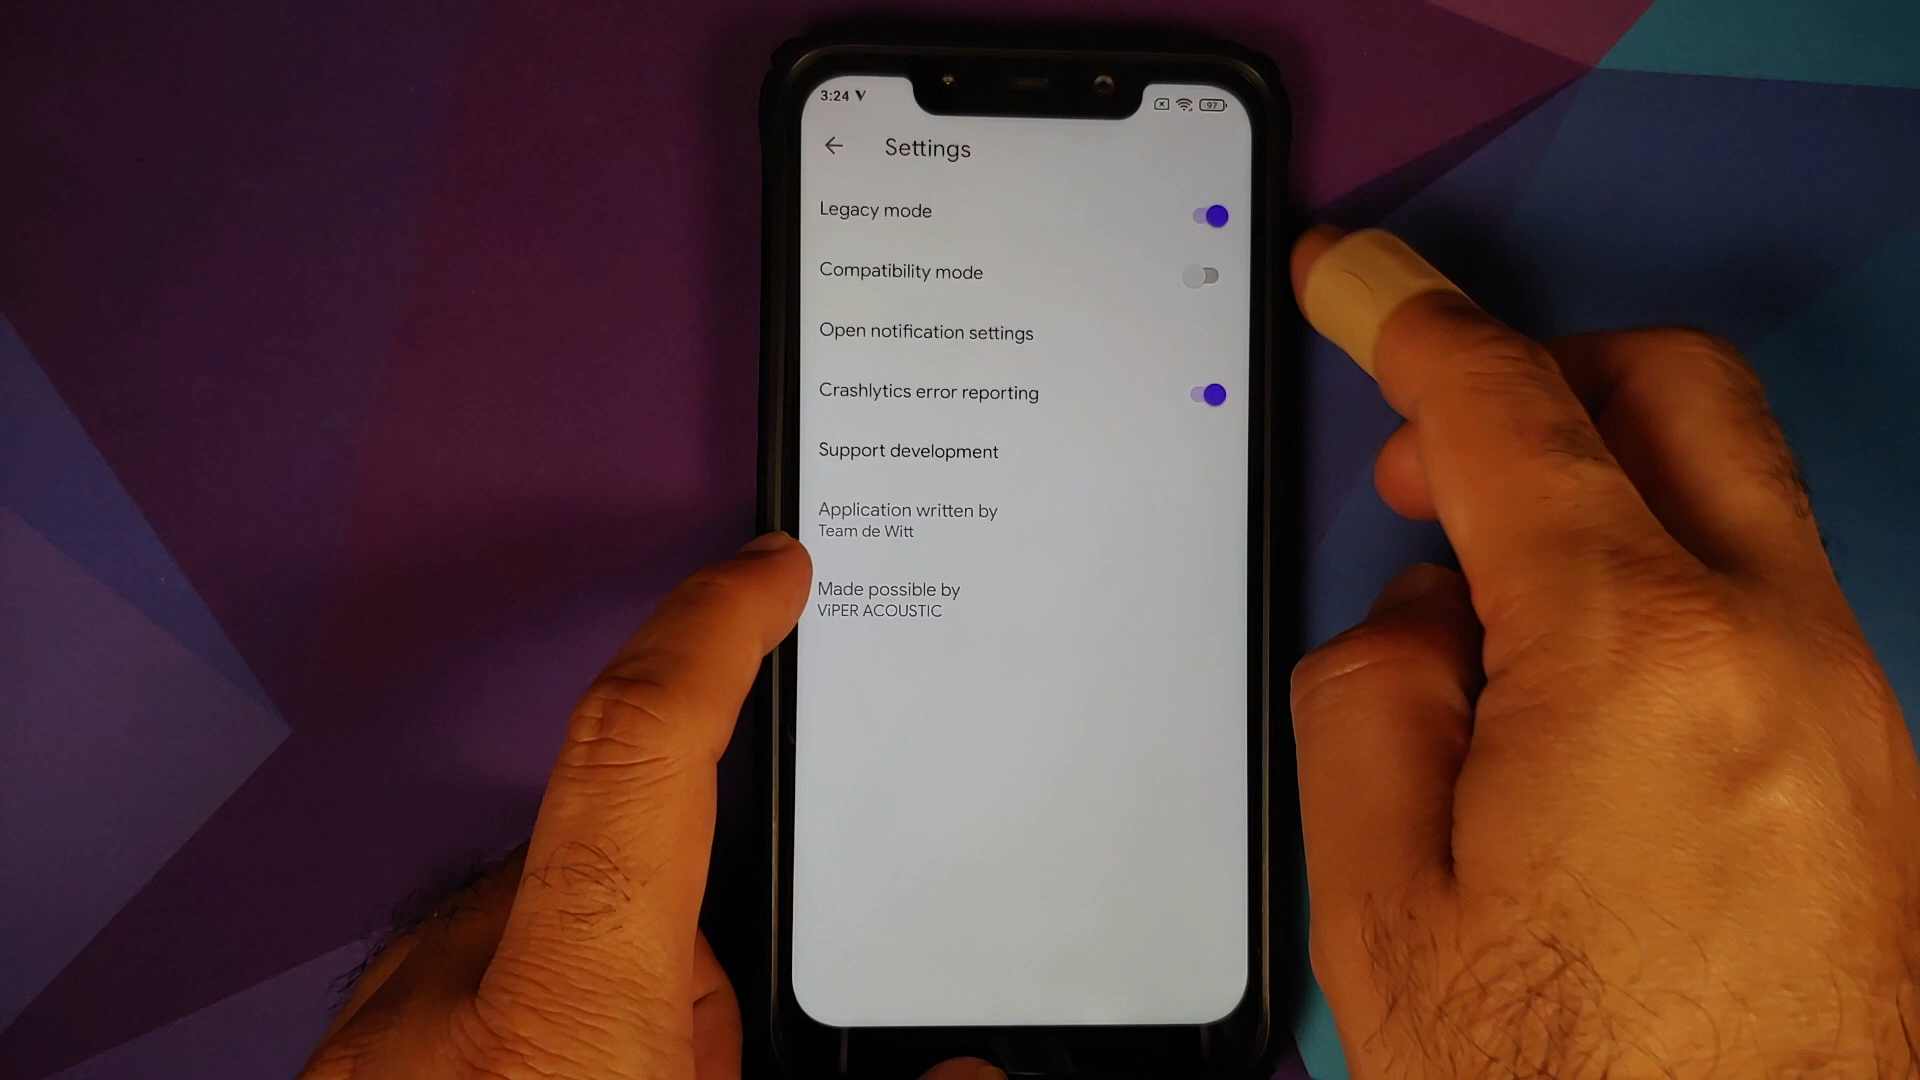 3:24
97
Settings
Legacy mode
Compatibility mode
Open notification settings
Crashlytics error reporting
Support development
Application written by
Team de Witt
Made possible by
ViPER ACOUSTIC